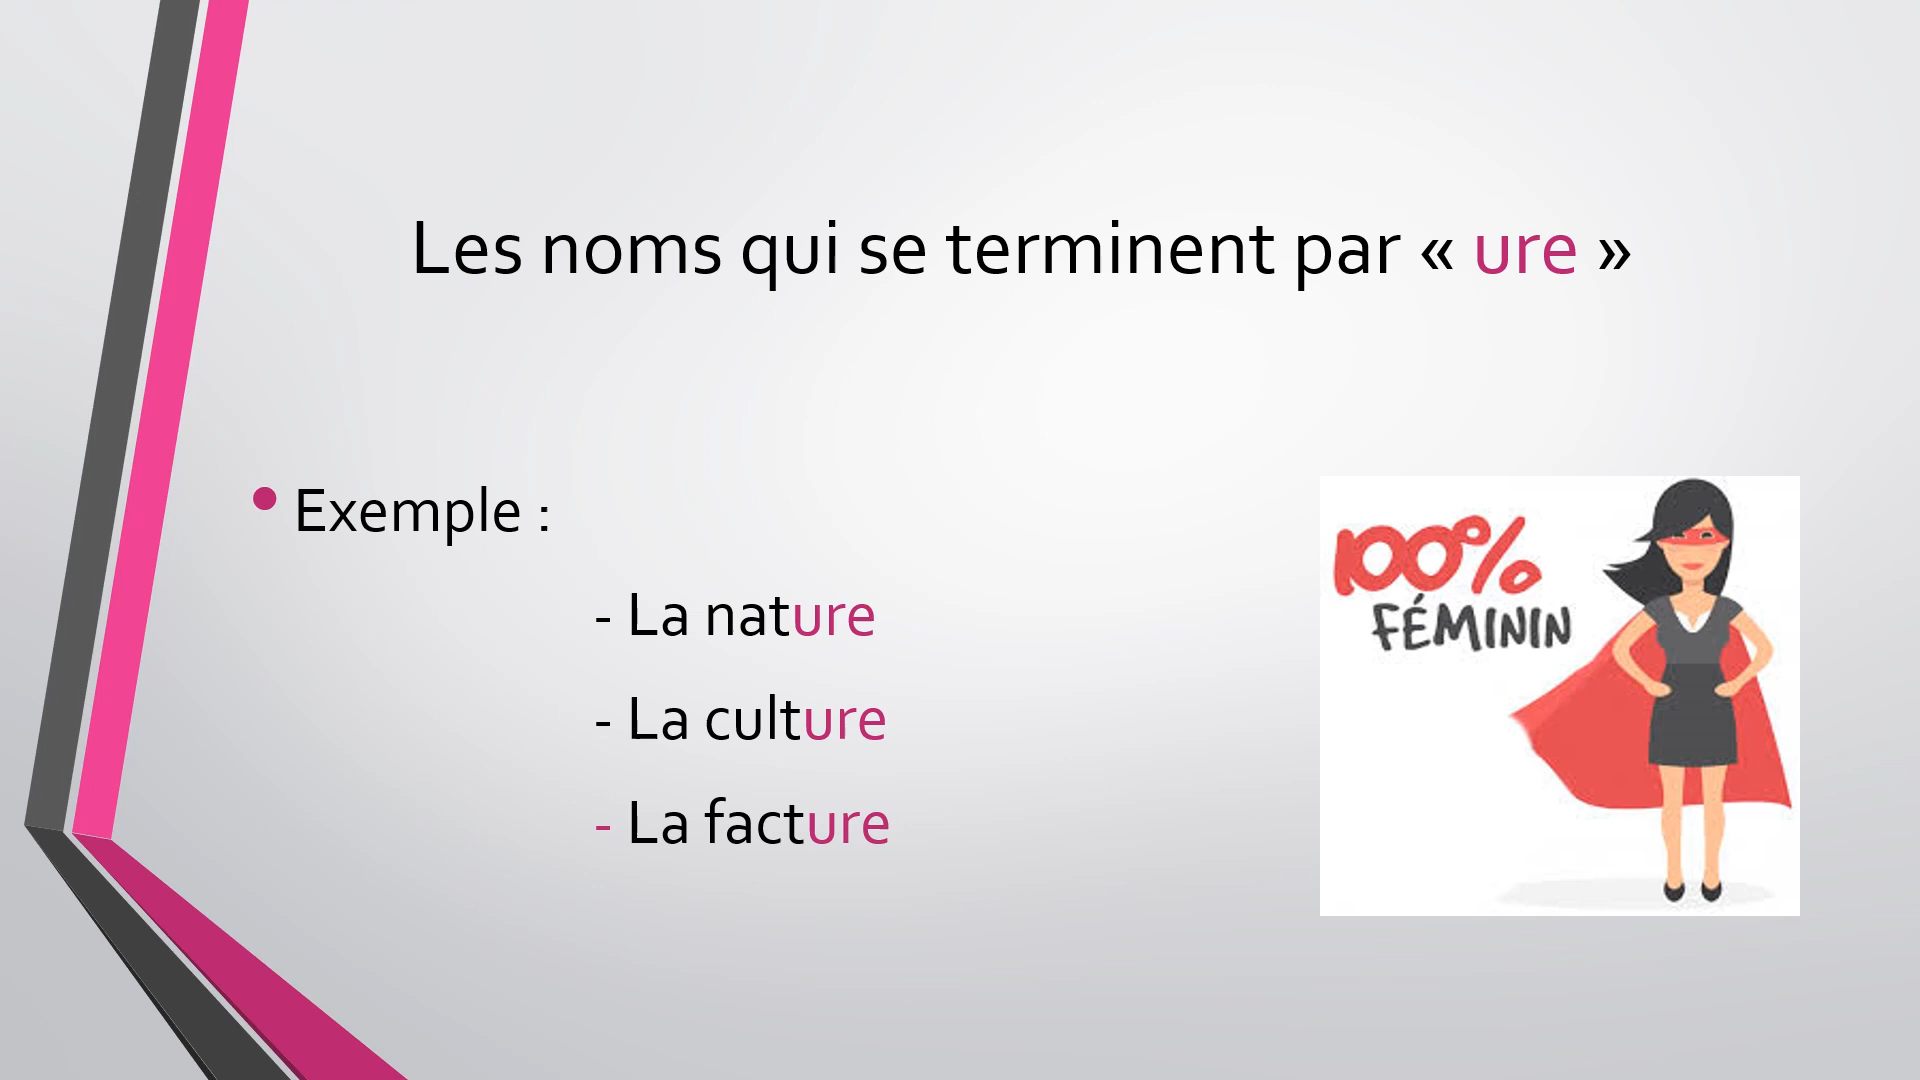 Les noms qui se terminent par « ure »
• Exemple :
- La nature
- La culture
- La facture
100%
FÉMININ